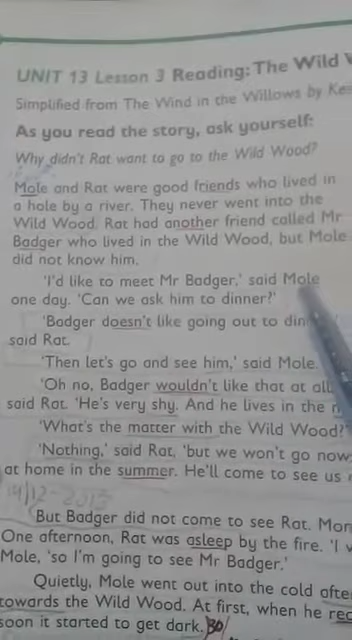 UNIT 13 Lesson 3 Reading: The Wild
Simplified from The Wind in the Willows by
As you read the story, ask yourself:
Why didn't Rat want to go to the Wild Wood?
Mole and Rat were good friends who lived in
a hole by a river. They never went into the
Wild Wood. Rat had another friend called Mr
Badger who lived in the Wild Wood, but Mole
did not know him.
'I'd like to meet Mr Badger,' said Mole
one day. 'Can we ask him to dinner?'
'Badger doesn't like going out to
said Rat.
'Then let's go and see him,' said Mole.
'Oh no, Badger wouldn't like that at all
said Rat. 'He's very shy. And he lives in the
'What's the matter with the Wild Wood?'
'Nothing,' said Rat, 'but we won't go now
at home in the summer. He'll come to see us
But Badger did not come to see Rat.
One afternoon, Rat was asleep by the fire. 'I
Mole, 'so I'm going to see Mr Badger.'
Quietly, Mole went out into the cold
towards the Wild Wood. At first, when he
soon it started to get dark. 30/